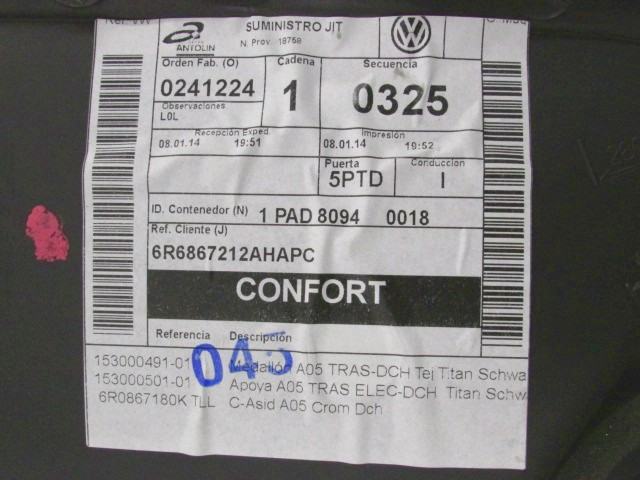 SUMINISTRO JIT
ANTOLIN
N. Prov. 18758
Orden Fab. (O) Cadena Secuencia
0241224 1 0325
Observaciones
LOL
Recepción Exped. Impresión
08.01.14 19:51 08.01.14 19:52
Puerta Conduccion
5PTD I
ID. Contenedor (N) 1 PAD 8094 0018
Ref. Cliente (J)
6R6867212AHAPC
CONFORT
Referencia Descripción
045
153000491-01 Medallón A05 TRAS-DCH Tej Titan Schwa
153000501-01 Apoya A05 TRAS ELEC-DCH Titan Schwa
6R0867180K TLL C-Asid A05 Crom Dch